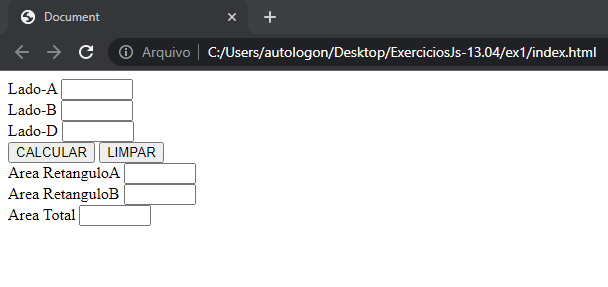 Document
Arquivo C:/Users/autologon/Desktop/ExerciciosJs-13.04/ex1/index.html
Lado-A
Lado-B
Lado-D
CALCULAR LIMPAR
Area RetanguloA
Area RetanguloB
Area Total